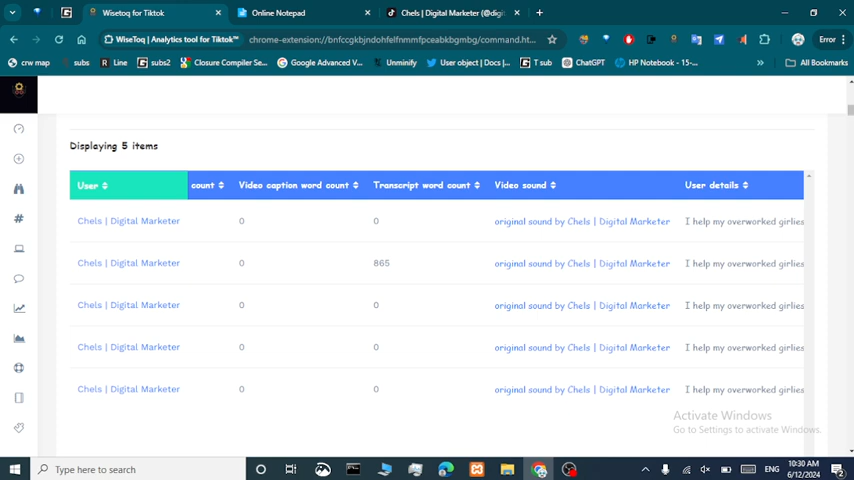 Wisetoq for Tiktok
Online Notepad
Chels | Digital Marketer (@digit
WiseToq | Analytics tool for Tiktok™
chrome-extension://bnfccgkbjndohfelfnmmfpceabkbgmbg/command.ht...
Error
crw map
subs
Line
subs2
Closure Compiler Se...
Google Advanced V...
Unminify
User object | Docs |...
T sub
ChatGPT
HP Notebook - 15-...
All Bookmarks
Displaying 5 items
User
count
Video caption word count
Transcript word count
Video sound
User details
Chels | Digital Marketer 0 0 original sound by Chels | Digital Marketer I help my overworked girlies
Chels | Digital Marketer 0 865 original sound by Chels | Digital Marketer I help my overworked girlies
Chels | Digital Marketer 0 0 original sound by Chels | Digital Marketer I help my overworked girlies
Chels | Digital Marketer 0 0 original sound by Chels | Digital Marketer I help my overworked girlies
Chels | Digital Marketer 0 0 original sound by Chels | Digital Marketer I help my overworked girlies
Activate Windows
Go to Settings to activate Windows.
Type here to search
ENG
10:30 AM
6/12/2024
2